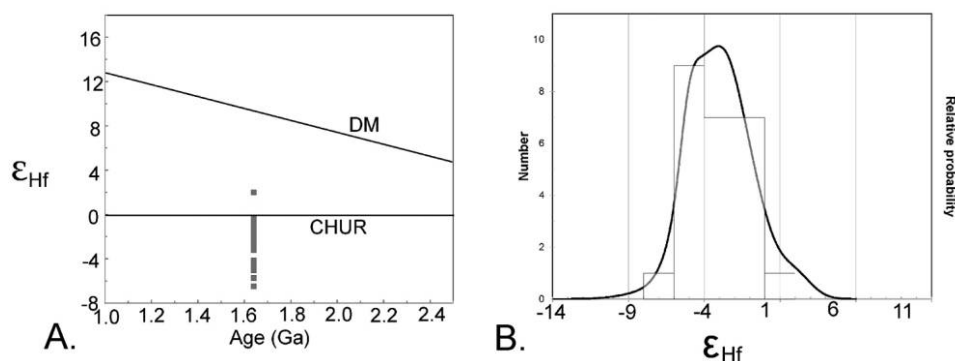 16
12
8
4
0
-4
-8
εHf
DM
CHUR
1.0 1.2 1.4 1.6 1.8 2.0 2.2 2.4
Age (Ga)
A.
10
8
6
4
2
0
Number
Relative probability
-14 -9 -4 1 6 11
εHf
B.